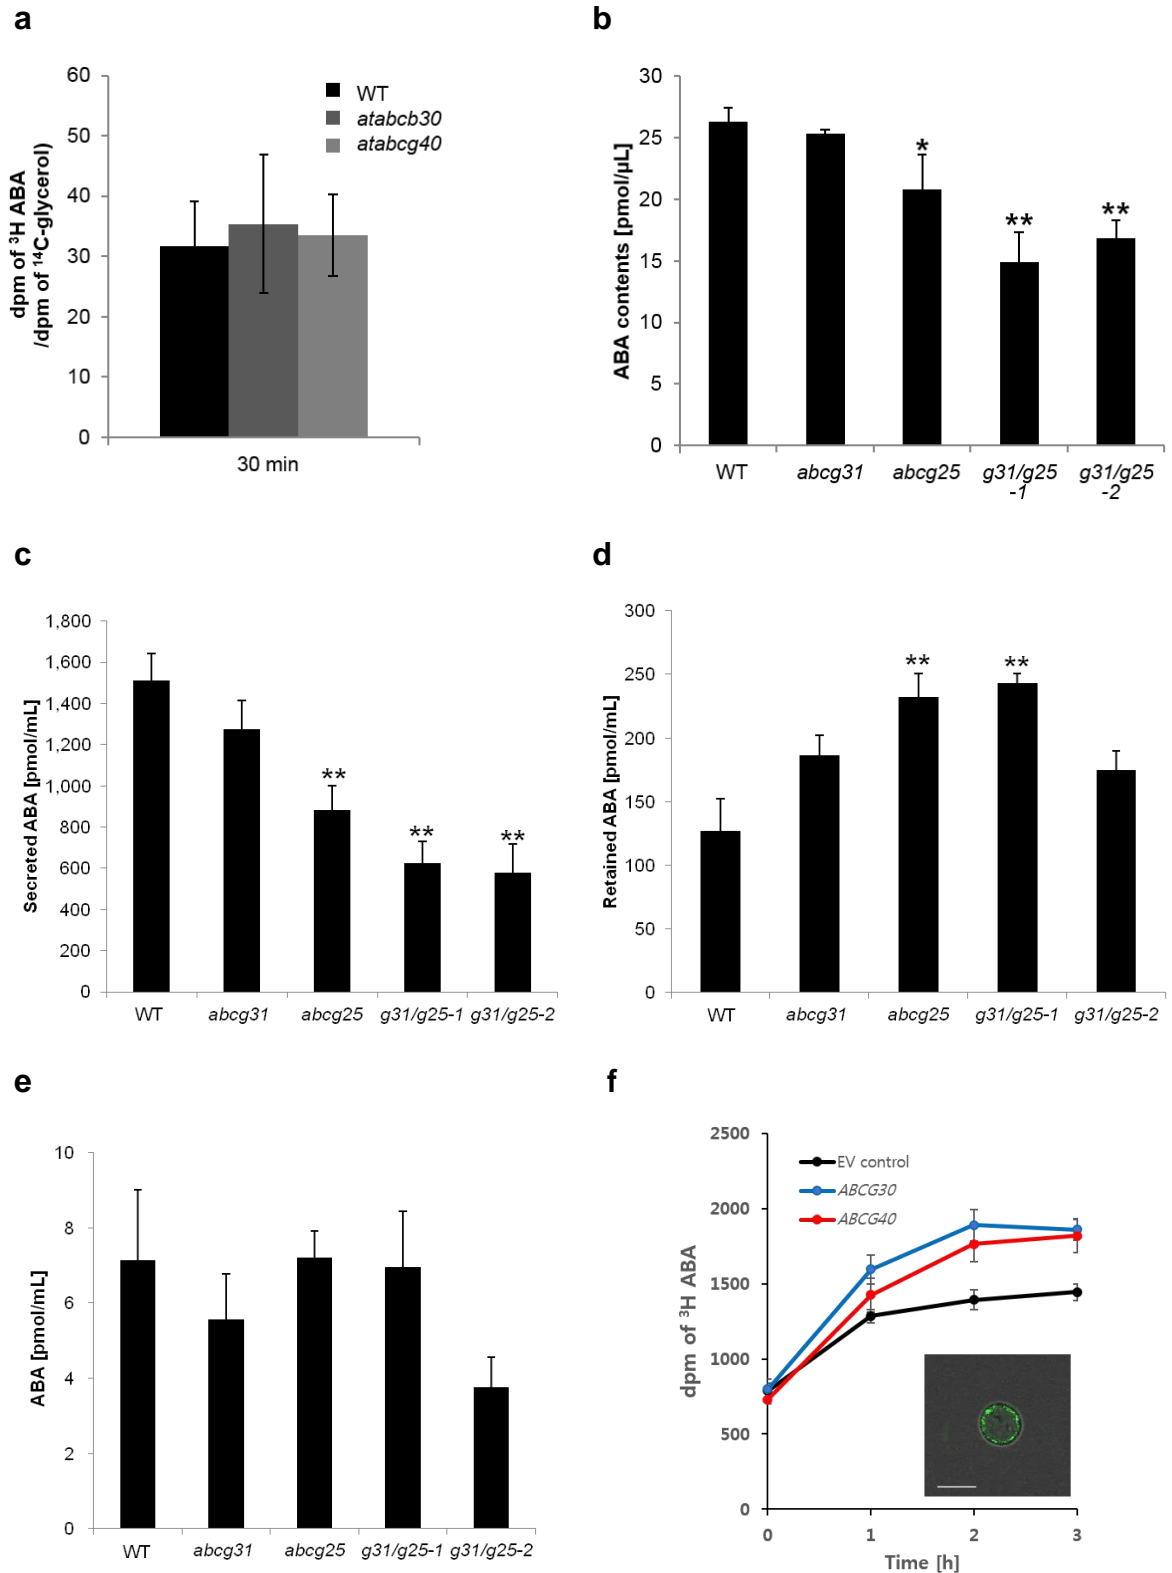 a
60
50
40
30
20
10
0
dpm of ³H ABA
/dpm of ¹⁴C-glycerol)
WT
atabcb30
atabcg40
30 min
b
30
25
20
15
10
5
0
ABA contents [pmol/µL]
*
**
**
WT
abcg31
abcg25
g31/g25
-1
g31/g25
-2
c
1,800
1,600
1,400
1,200
1,000
800
600
400
200
0
Secreted ABA [pmol/mL]
**
**
**
WT
abcg31
abcg25
g31/g25-1
g31/g25-2
d
300
250
200
150
100
50
0
Retained ABA [pmol/mL]
**
**
WT
abcg31
abcg25
g31/g25-1
g31/g25-2
e
10
8
6
4
2
0
ABA [pmol/mL]
WT
abcg31
abcg25
g31/g25-1
g31/g25-2
f
2500
2000
1500
1000
500
0
dpm of ³H ABA
EV control
ABCG30
ABCG40
0
1
2
3
Time [h]